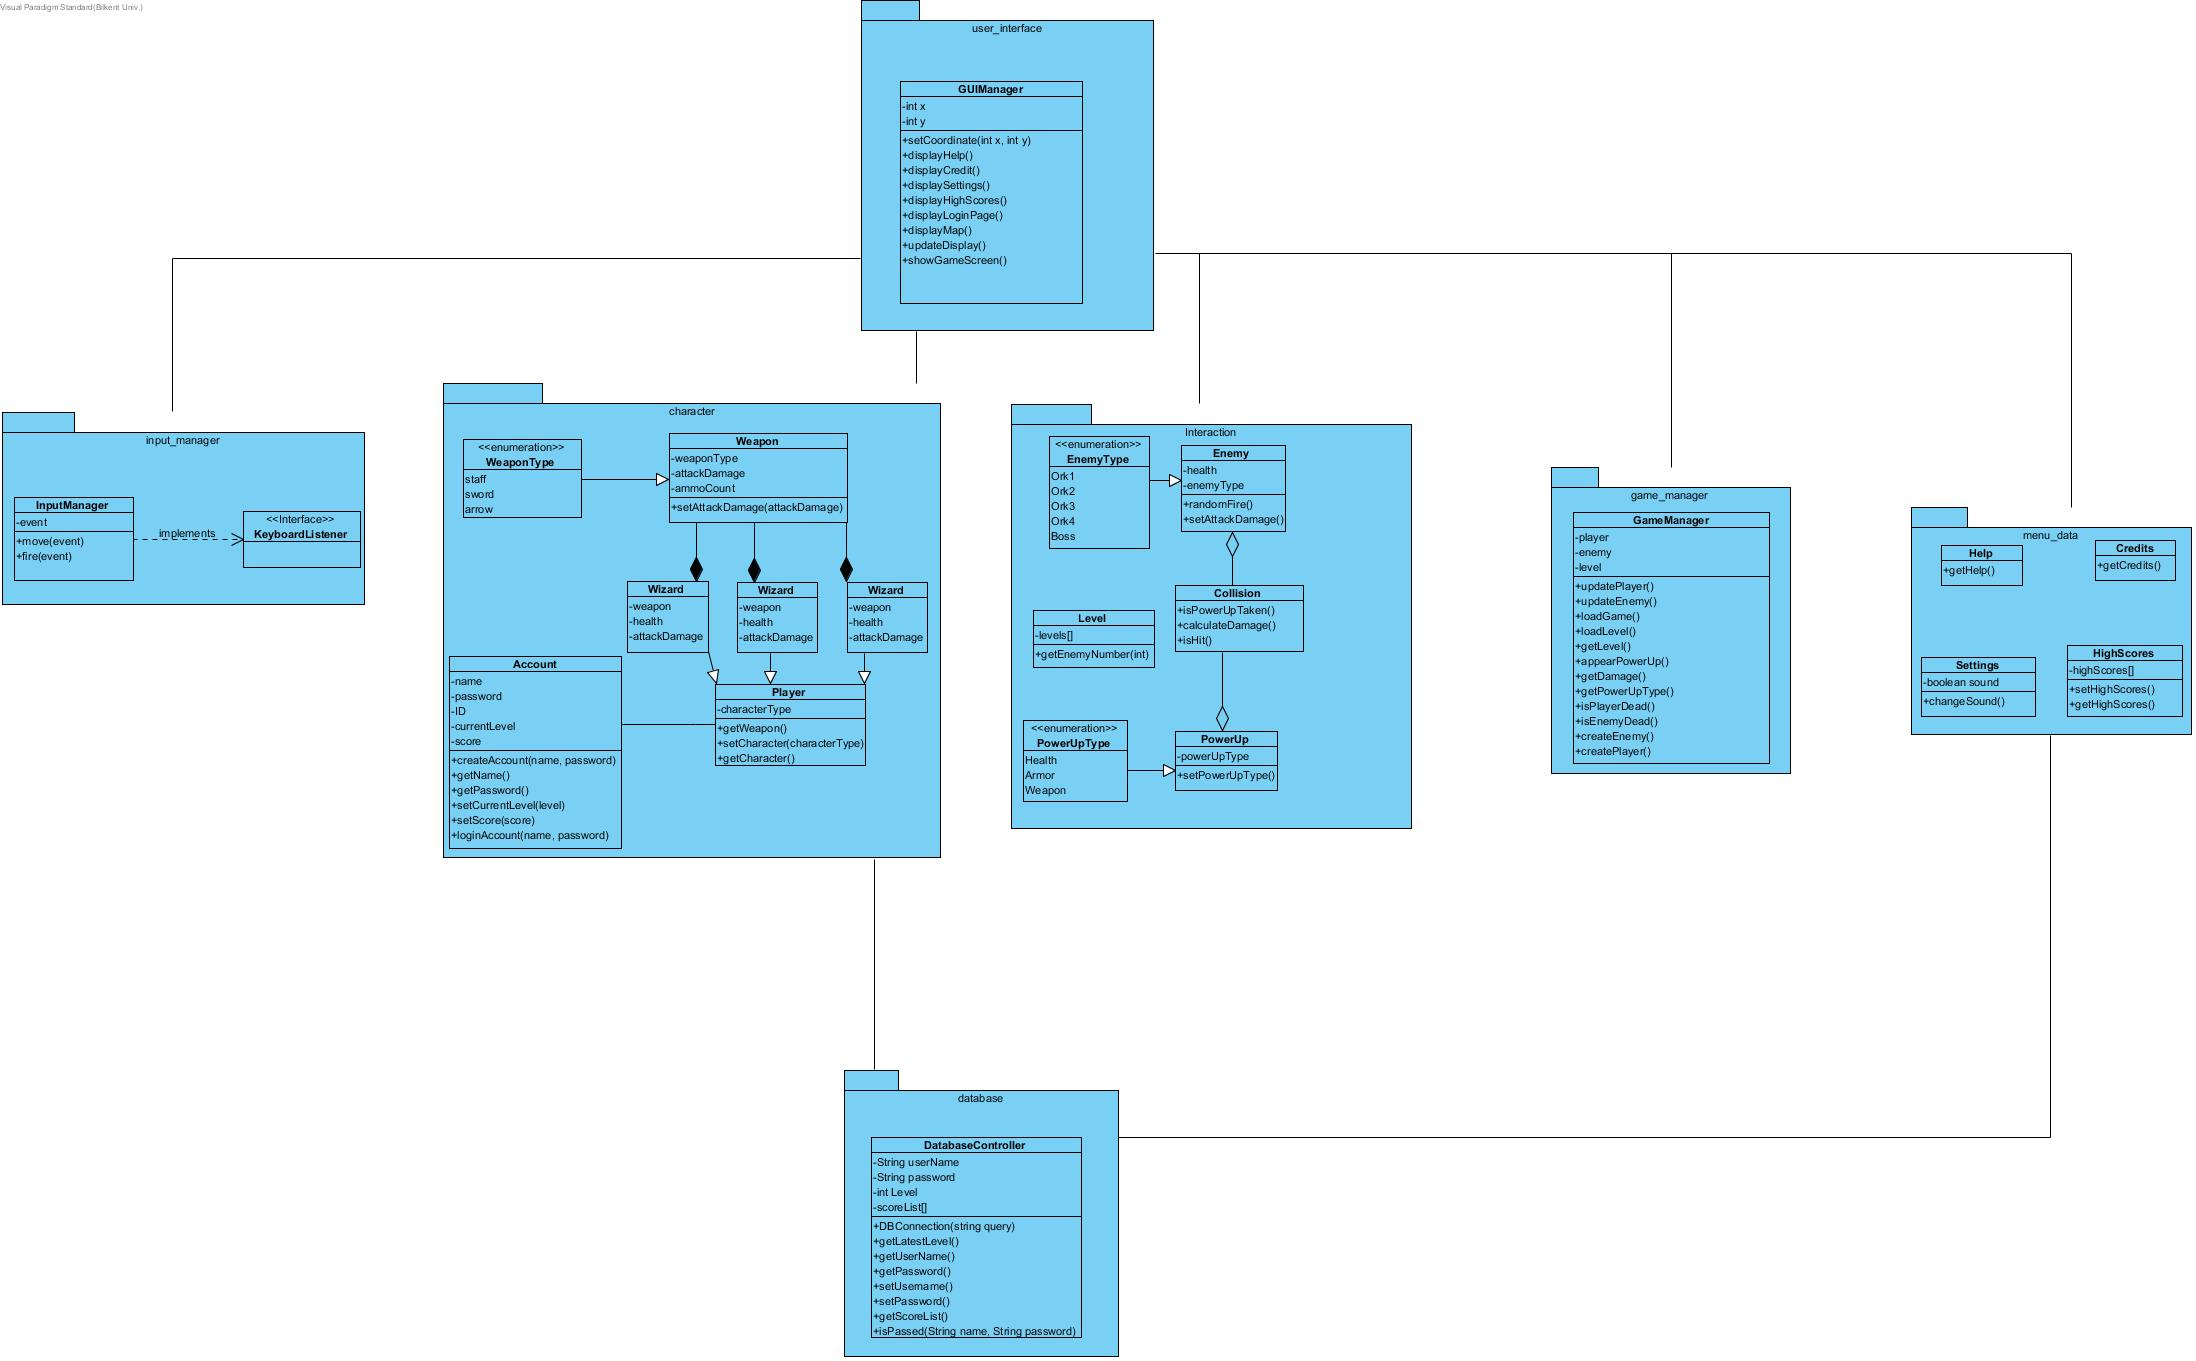 Visual Paradigm Standard(Bilkent Univ.)
user_interface
GUIManager
-int x
-int y
+setCoordinate(int x, int y)
+displayHelp()
+displayCredit()
+displaySettings()
+displayHighScores()
+displayLoginPage()
+displayMap()
+updateDisplay()
+showGameScreen()
input_manager
InputManager
-event
+move(event)
+fire(event)
implements
<<Interface>>
KeyboardListener
character
<<enumeration>>
WeaponType
staff
sword
arrow
Weapon
-weaponType
-attackDamage
-ammoCount
+setAttackDamage(attackDamage)
Wizard
-weapon
-health
-attackDamage
Wizard
-weapon
-health
-attackDamage
Wizard
-weapon
-health
-attackDamage
Account
-name
-password
-ID
-currentLevel
-score
+createAccount(name, password)
+getName()
+getPassword()
+setCurrentLevel(level)
+setScore(score)
+loginAccount(name, password)
Player
-characterType
+getWeapon()
+setCharacter(characterType)
+getCharacter()
Interaction
<<enumeration>>
EnemyType
Ork1
Ork2
Ork3
Ork4
Boss
Enemy
-health
-enemyType
+randomFire()
+setAttackDamage()
Collision
+isPowerUpTaken()
+calculateDamage()
+isHit()
Level
-levels[]
+getEnemyNumber(int)
<<enumeration>>
PowerUpType
Health
Armor
Weapon
PowerUp
-powerUpType
+setPowerUpType()
game_manager
GameManager
-player
-enemy
-level
+updatePlayer()
+updateEnemy()
+loadGame()
+loadLevel()
+getLevel()
+appearPowerUp()
+getDamage()
+getPowerUpType()
+isPlayerDead()
+isEnemyDead()
+createEnemy()
+createPlayer()
menu_data
Help
+getHelp()
Credits
+getCredits()
Settings
-boolean sound
+changeSound()
HighScores
-highScores[]
+setHighScores()
+getHighScores()
database
DatabaseController
-String userName
-String password
-int Level
-scoreList[]
+DBConnection(string query)
+getLatestLevel()
+getUserName()
+getPassword()
+setUsername()
+setPassword()
+getScoreList()
+isPassed(String name, String password)